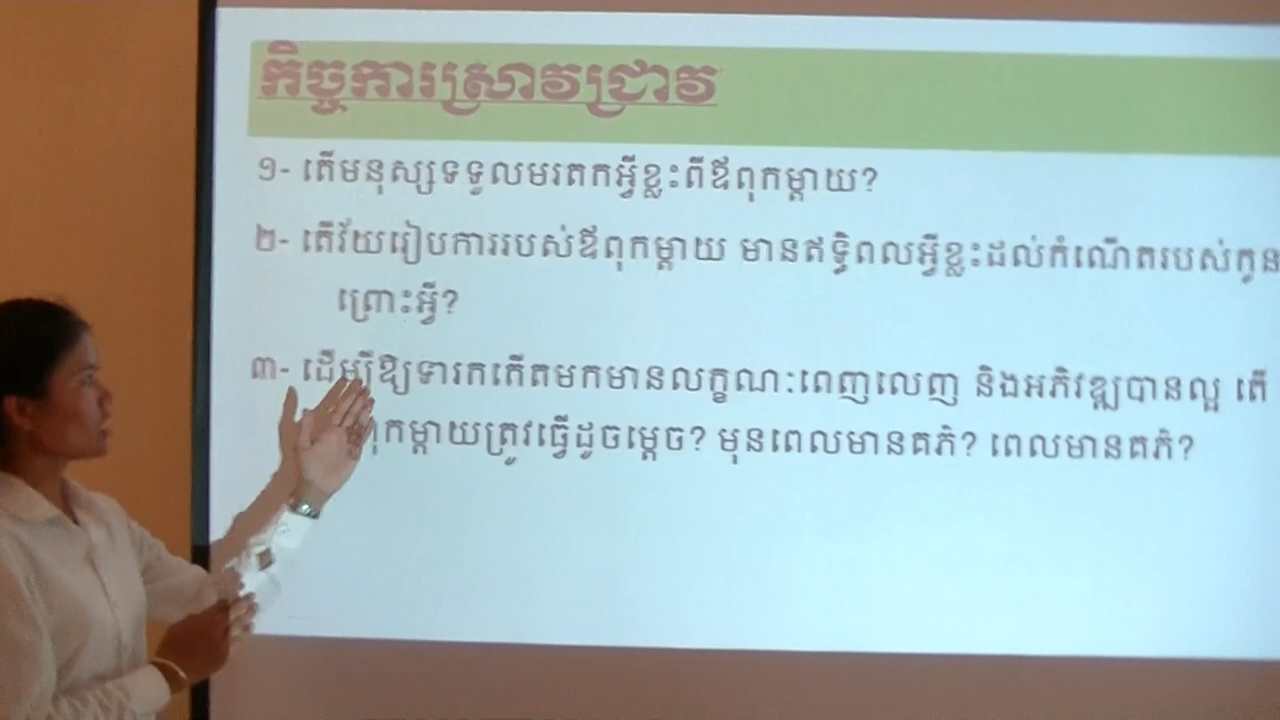 កិច្ចការស្រាវជ្រាវ
១- តើមនុស្សទទួលមរតកអ្វីខ្លះពីឪពុកម្តាយ?
២- តើវ័យរៀបការរបស់ឪពុកម្តាយ មានឥទ្ធិពលអ្វីខ្លះដល់កំណើតរបស់កូន
ព្រោះអ្វី?
៣- ដើម្បីឱ្យទារកកើតមកមានលក្ខណៈពេញលេញ និងអភិវឌ្ឍបានល្អ តើ
ពុកម្តាយត្រូវធ្វើដូចម្តេច? មុនពេលមានគភ៌? ពេលមានគភ៌?